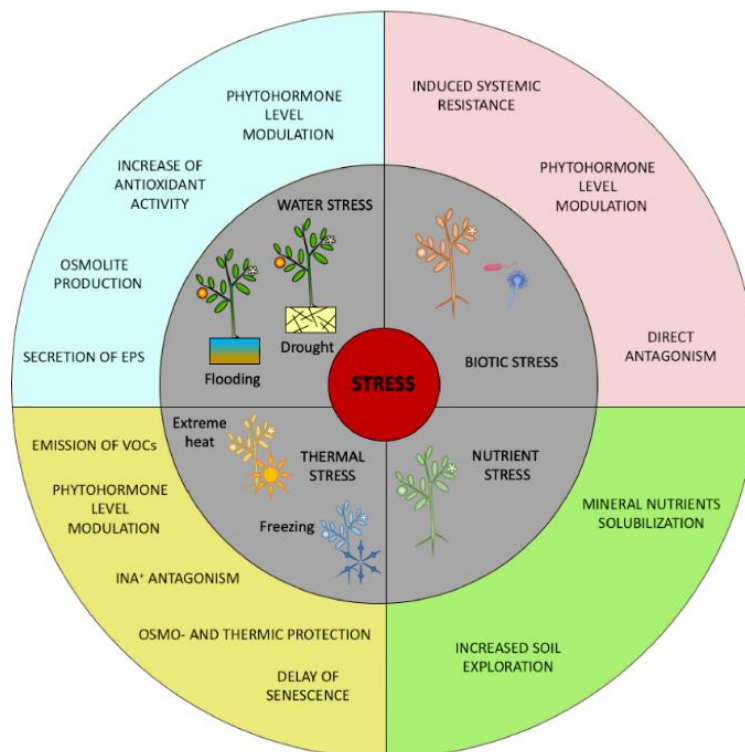 PHYTOHORMONE
LEVEL
MODULATION
INCREASE OF
ANTIOXIDANT
ACTIVITY
OSMOLITE
PRODUCTION
SECRETION OF EPS
INDUCED SYSTEMIC
RESISTANCE
PHYTOHORMONE
LEVEL
MODULATION
DIRECT
ANTAGONISM
WATER STRESS
Flooding
Drought
BIOTIC STRESS
STRESS
Extreme
heat
THERMAL
STRESS
Freezing
NUTRIENT
STRESS
EMISSION OF VOCs
PHYTOHORMONE
LEVEL
MODULATION
INA⁺ ANTAGONISM
OSMO- AND THERMIC PROTECTION
DELAY OF
SENESCENCE
MINERAL NUTRIENTS
SOLUBILIZATION
INCREASED SOIL
EXPLORATION